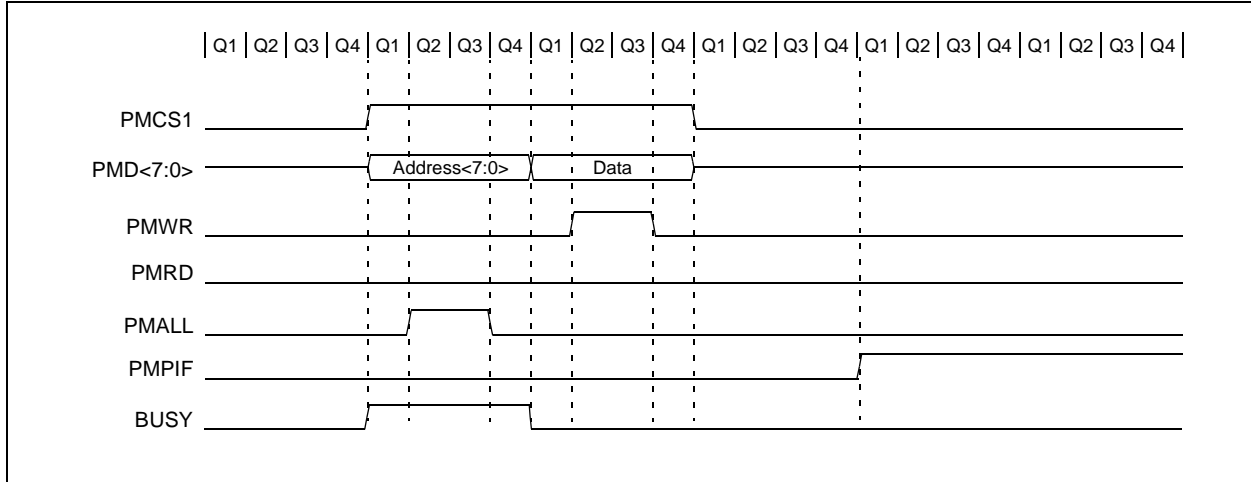 Q1 Q2 Q3 Q4 Q1 Q2 Q3 Q4 Q1 Q2 Q3 Q4 Q1 Q2 Q3 Q4 Q1 Q2 Q3 Q4 Q1 Q2 Q3 Q4
PMCS1
PMD<7:0> Address<7:0> Data
PMWR
PMRD
PMALL
PMPIF
BUSY